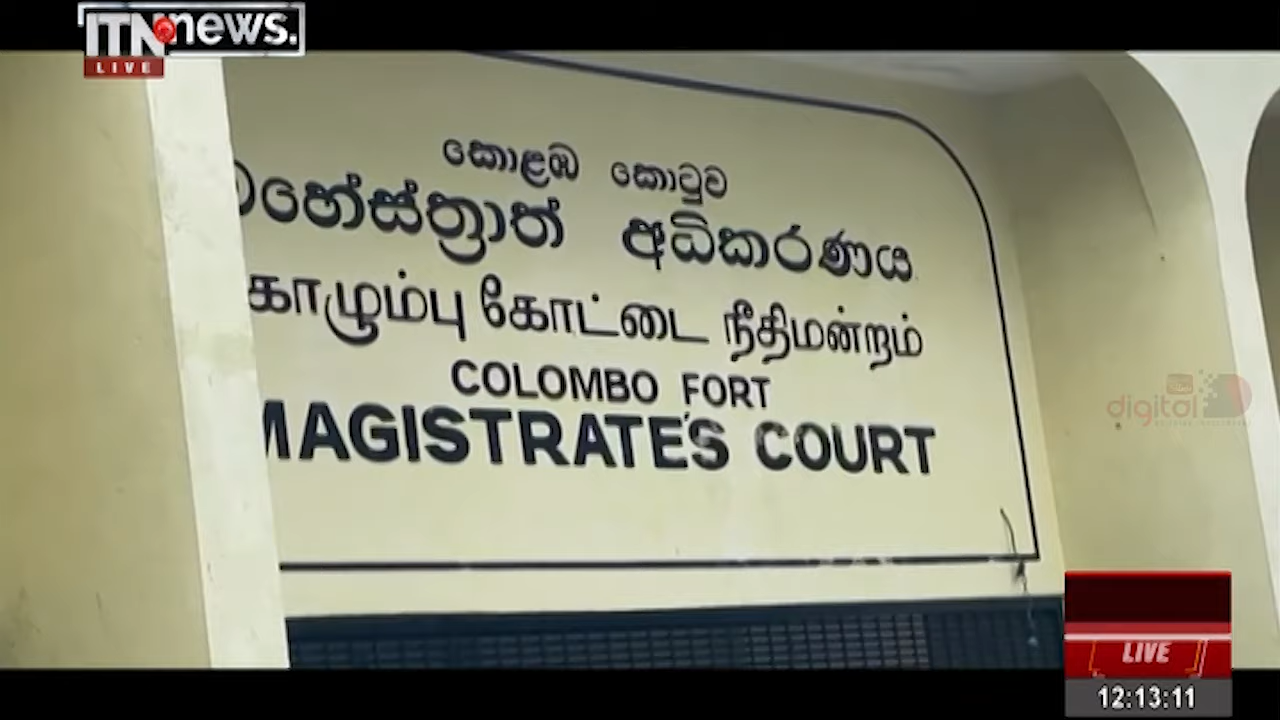 ITN news.
LIVE
කොළඹ කොටුව
මහේස්ත්‍රාත් අධිකරණය
காழும்பு கோட்டை நீதிமன்றம்
COLOMBO FORT
MAGISTRATE'S COURT
digital
LIVE
12:13:11